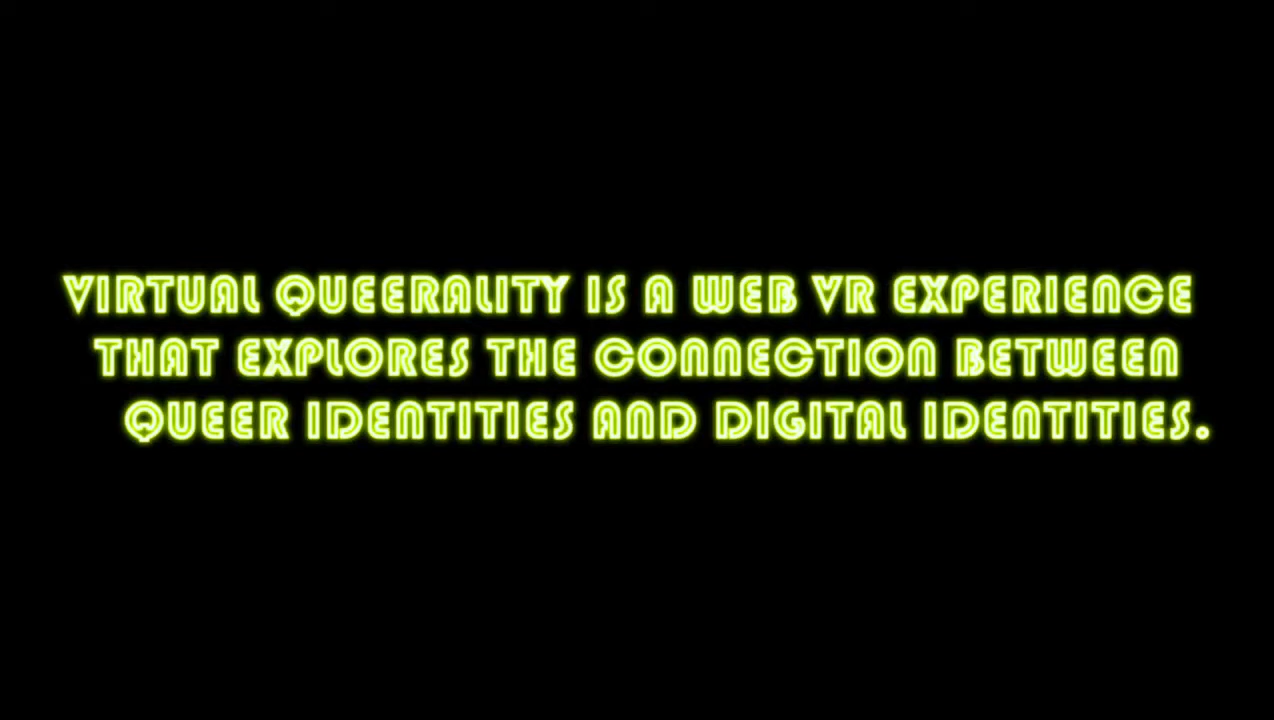 VIRTUAL QUEERALITY IS A WEB VR EXPERIENCE
THAT EXPLORES THE CONNECTION BETWEEN
QUEER IDENTITIES AND DIGITAL IDENTITIES.